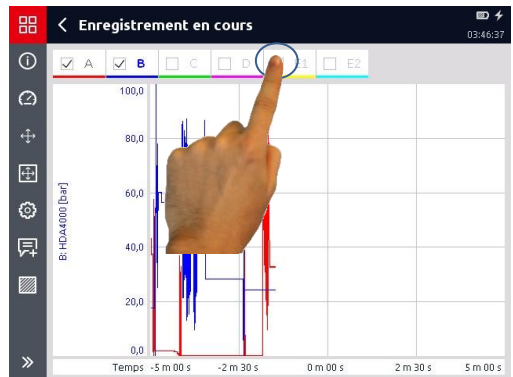 Enregistrement en cours
03:46:37
A B C D E1 E2
100,0
80,0
60,0
40,0
20,0
0,0
B: HDA4000 [bar]
Temps -5 m 00 s -2 m 30 s 0 m 00 s 2 m 30 s 5 m 00 s